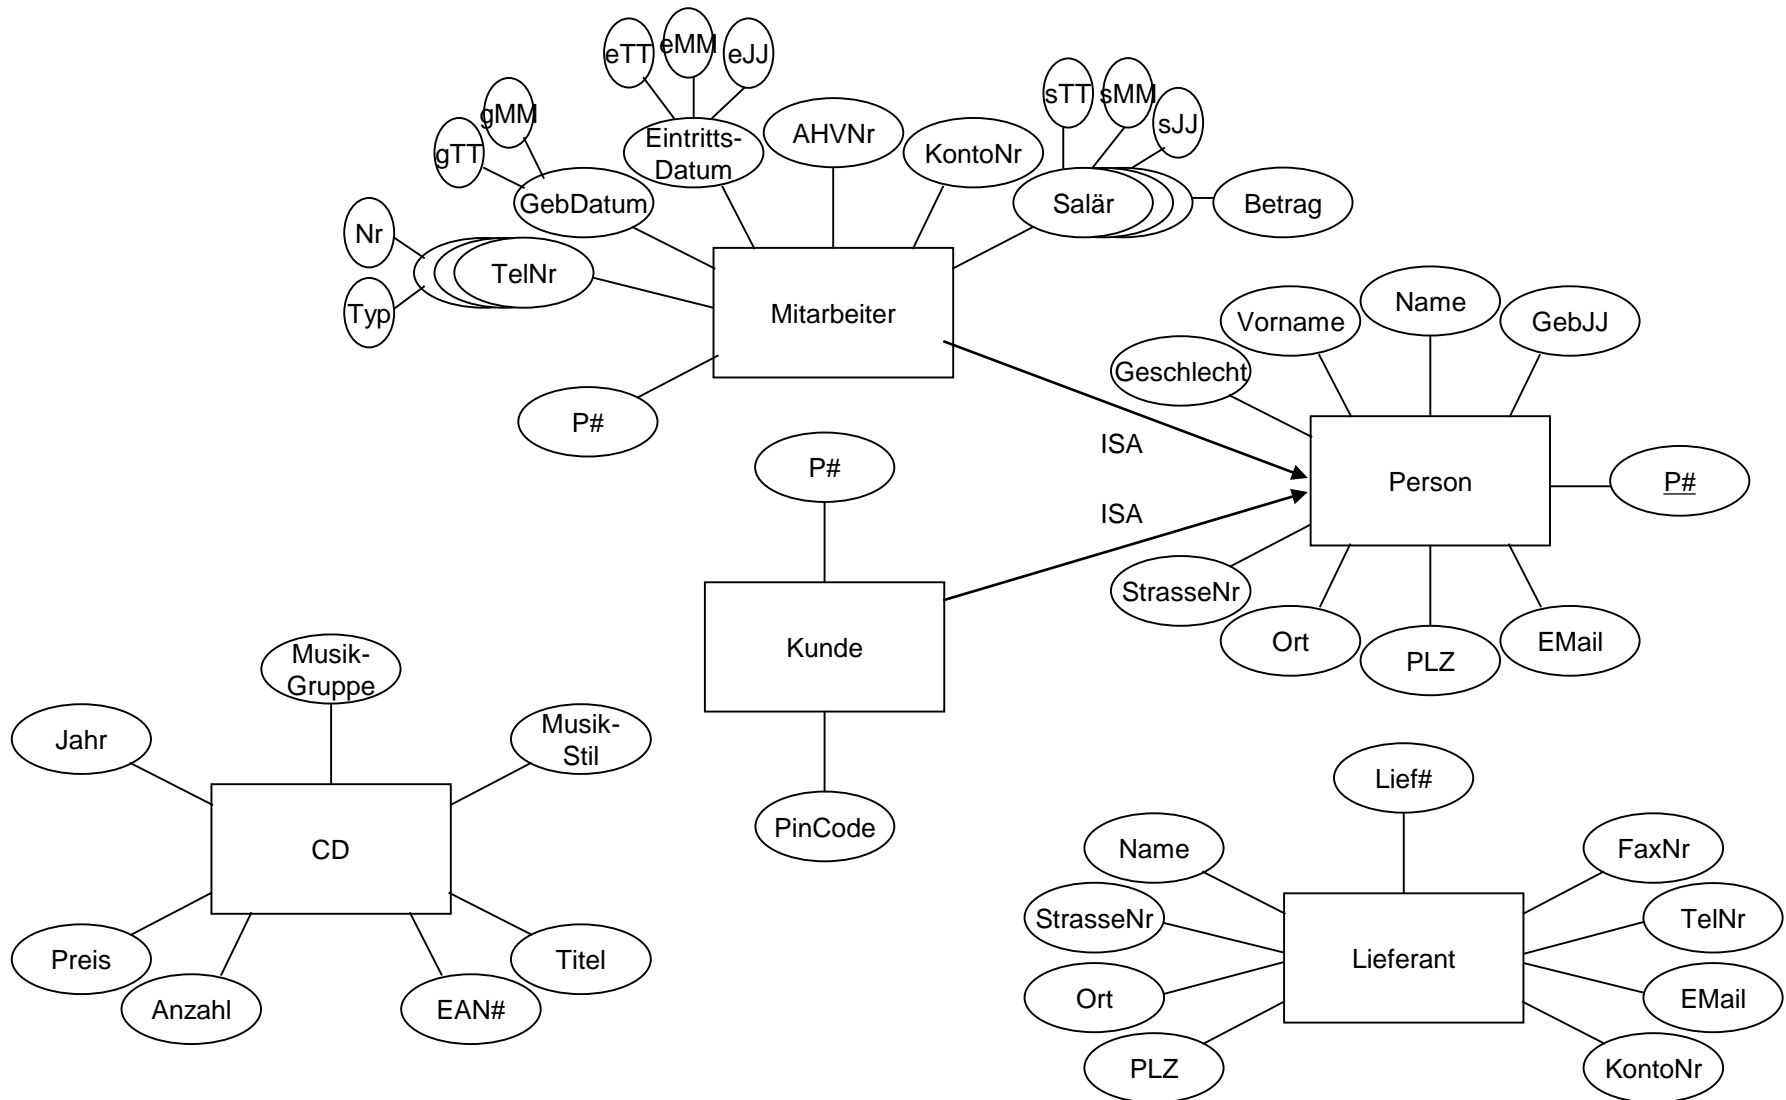 eTT
eMM
eJJ
sTT
sMM
sJJ
gMM
gTT
Eintritts-
Datum
AHVNr
KontoNr
GebDatum
Salär
Betrag
Nr
TelNr
Typ
Mitarbeiter
P#
Vorname
Name
GebJJ
Geschlecht
ISA
Person
P#
P#
ISA
StrasseNr
Ort
PLZ
EMail
Kunde
PinCode
Musik-
Gruppe
Jahr
Musik-
Stil
CD
Preis
Anzahl
EAN#
Titel
Lief#
Name
FaxNr
StrasseNr
TelNr
Lieferant
Ort
EMail
PLZ
KontoNr